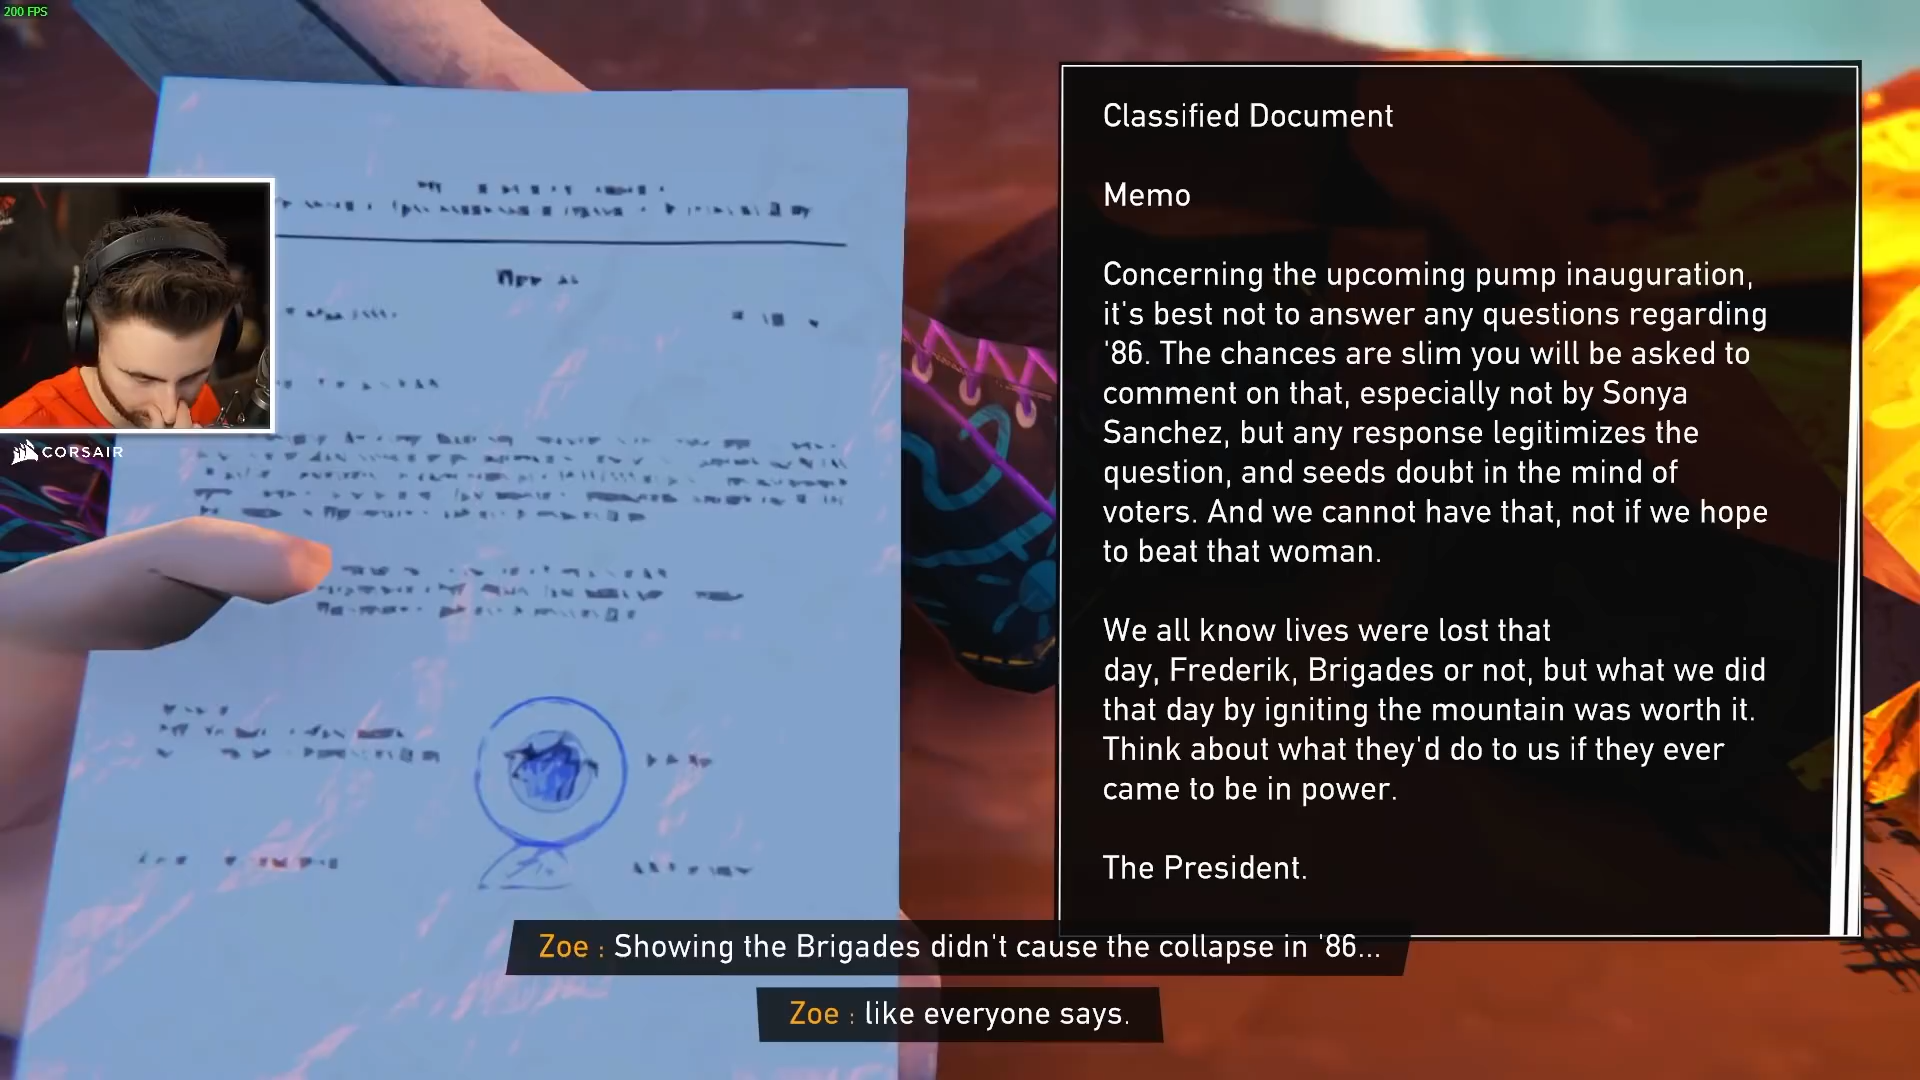 200 FPS
CORSAIR
Classified Document
Memo
Concerning the upcoming pump inauguration,
it's best not to answer any questions regarding
'86. The chances are slim you will be asked to
comment on that, especially not by Sonya
Sanchez, but any response legitimizes the
question, and seeds doubt in the mind of
voters. And we cannot have that, not if we hope
to beat that woman.
We all know lives were lost that
day, Frederik, Brigades or not, but what we did
that day by igniting the mountain was worth it.
Think about what they'd do to us if they ever
came to be in power.
The President.
Zoe : Showing the Brigades didn't cause the collapse in '86...
Zoe : like everyone says.